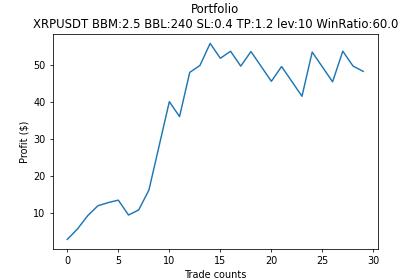 Portfolio
XRPUSDT BBM:2.5 BBL:240 SL:0.4 TP:1.2 lev:10 WinRatio:60.0
50
40
30
20
10
Profit ($)
0 5 10 15 20 25 30
Trade counts